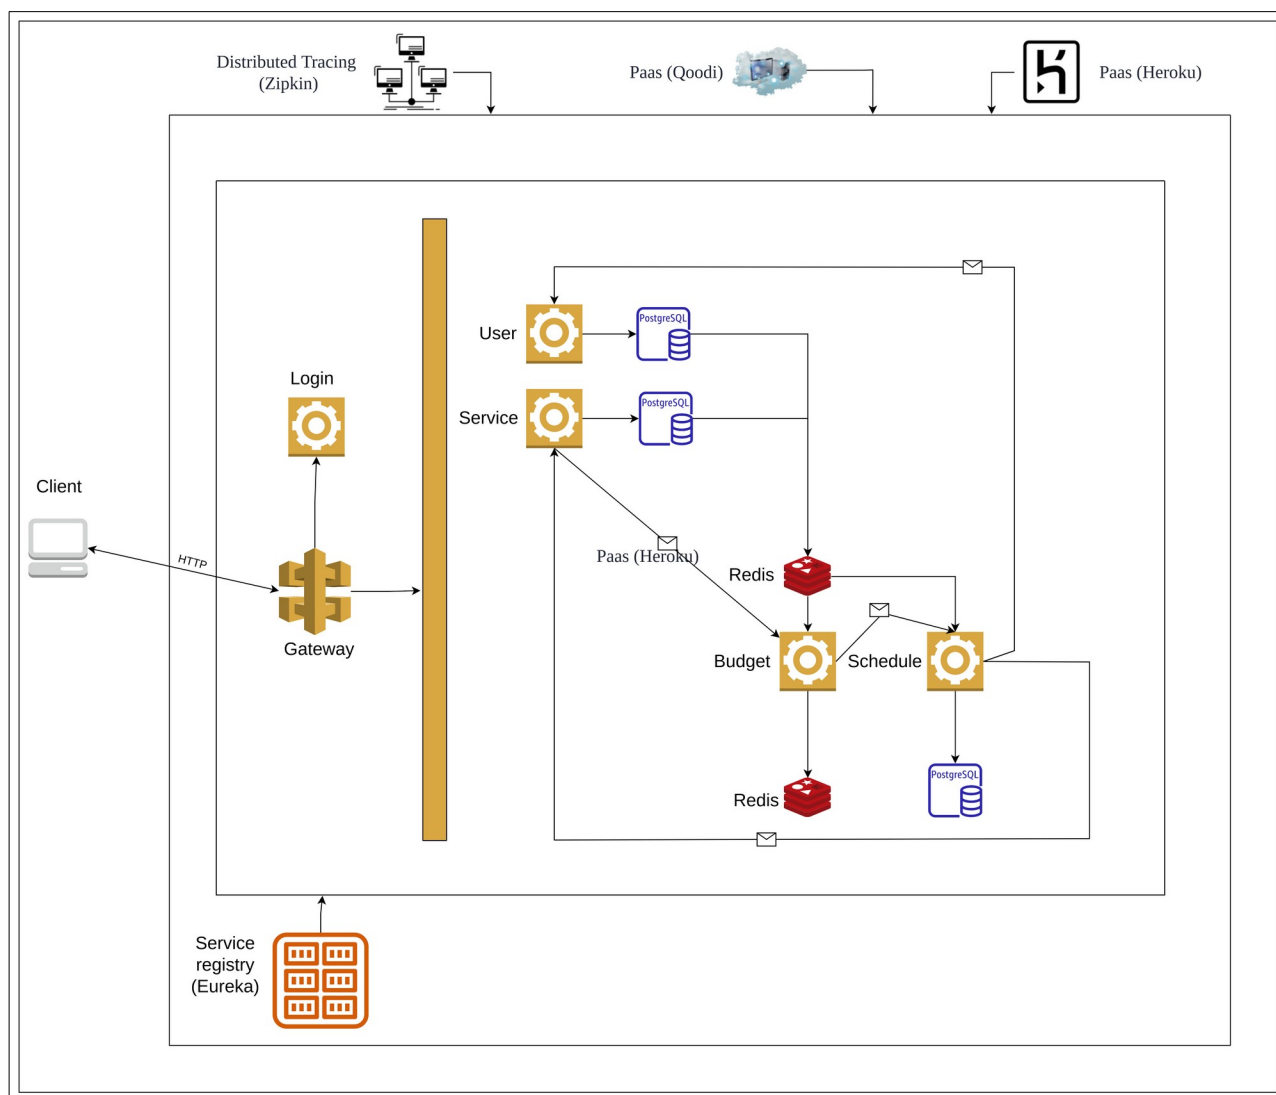 Distributed Tracing
(Zipkin)
Paas (Qoodi)
Paas (Heroku)
User
PostgreSQL
Login
Service
PostgreSQL
Client
HTTP
Paas (Heroku)
Redis
Gateway
Budget
Schedule
PostgreSQL
Redis
Service
registry
(Eureka)